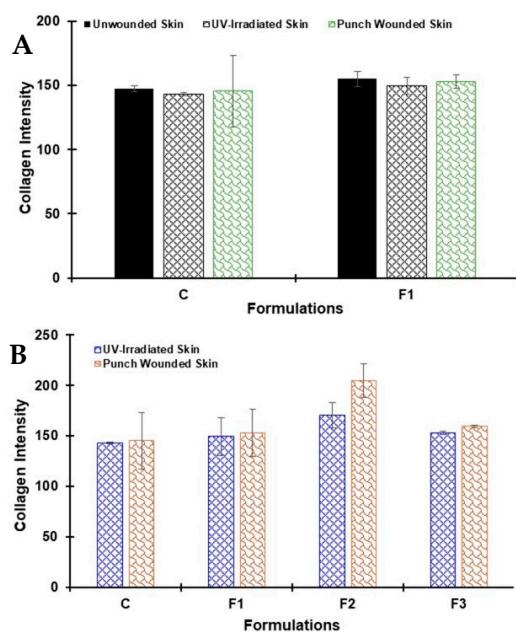 A
200
Unwounded Skin UV-Irradiated Skin Punch Wounded Skin
150
100
50
0
Collagen Intensity
C F1
Formulations
B
250
UV-Irradiated Skin
Punch Wounded Skin
200
150
100
50
0
Collagen Intensity
C F1 F2 F3
Formulations